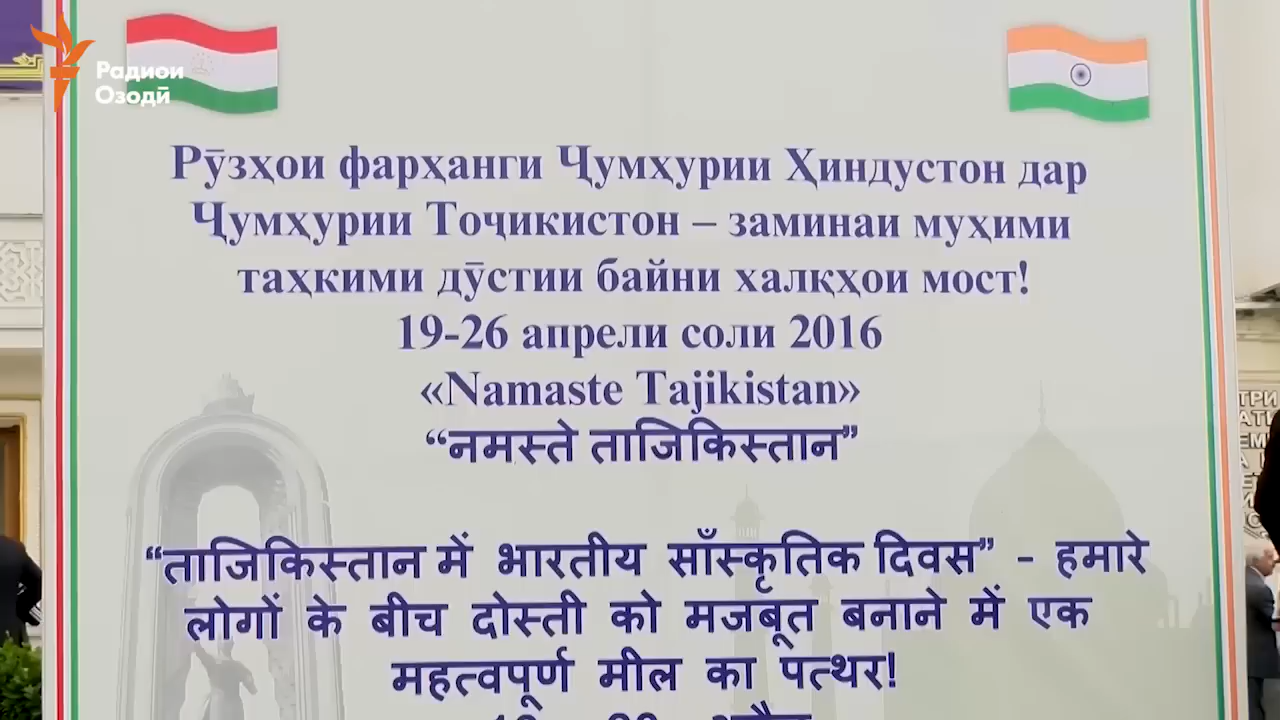 Радиои
Озодӣ
Рӯзҳои фарҳанги Ҷумҳурии Ҳиндустон дар
Ҷумҳурии Тоҷикистон – заминаи муҳими
таҳкими дӯстии байни халқҳои мост!
19-26 апрели соли 2016
«Namaste Tajikistan»
“नमस्ते ताजिकिस्तान”
“ताजिकिस्तान में भारतीय साँस्कृतिक दिवस” - हमारे
लोगों के बीच दोस्ती को मजबूत बनाने में एक
महत्वपूर्ण मील का पत्थर!